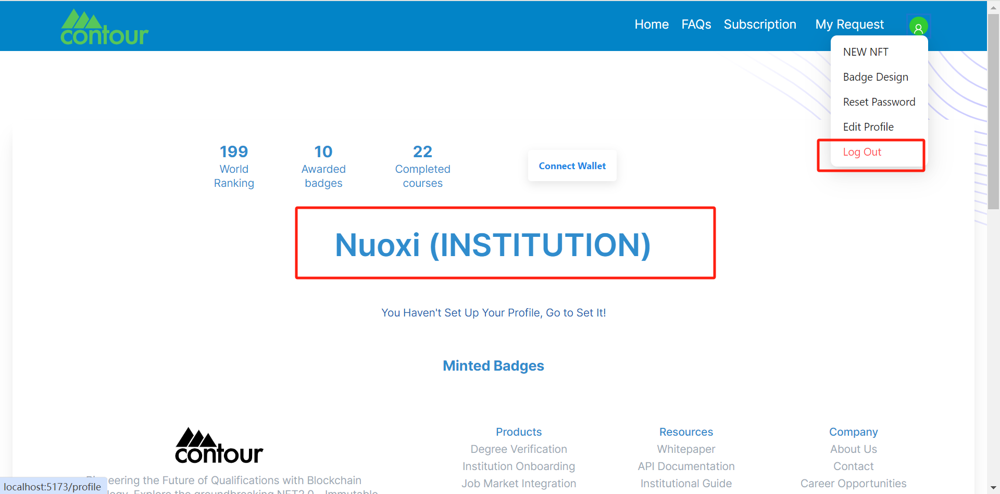 contour
Home FAQs Subscription My Request
NEW NFT
Badge Design
Reset Password
Edit Profile
Log Out
199
World
Ranking
10
Awarded
badges
22
Completed
courses
Connect Wallet
Nuoxi (INSTITUTION)
You Haven't Set Up Your Profile, Go to Set It!
Minted Badges
contour
eering the Future of Qualifications with Blockchain
Explore the groundbreaking NFT2.0 - Immutable
Products
Degree Verification
Institution Onboarding
Job Market Integration
Resources
Whitepaper
API Documentation
Institutional Guide
Company
About Us
Contact
Career Opportunities
localhost:5173/profile